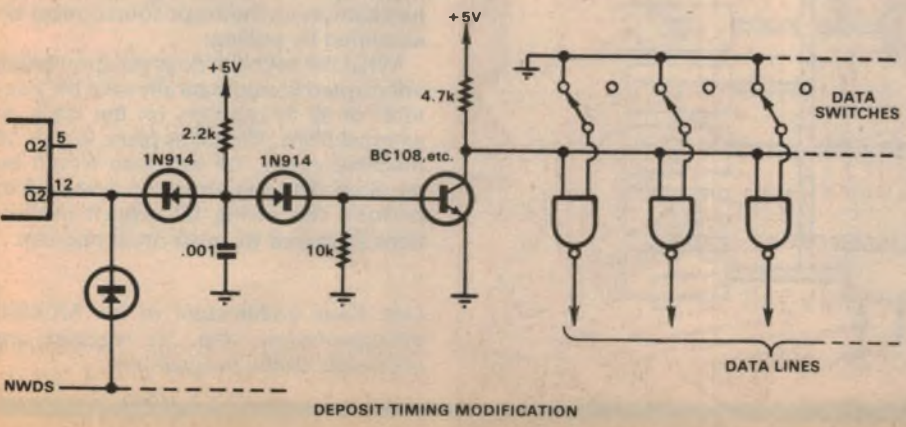 +5V
+5V
4.7k
DATA
SWITCHES
2.2k
Q2 5
1N914
1N914
BC108,etc.
Q2 12
.001
10k
DATA LINES
NWDS
DEPOSIT TIMING MODIFICATION